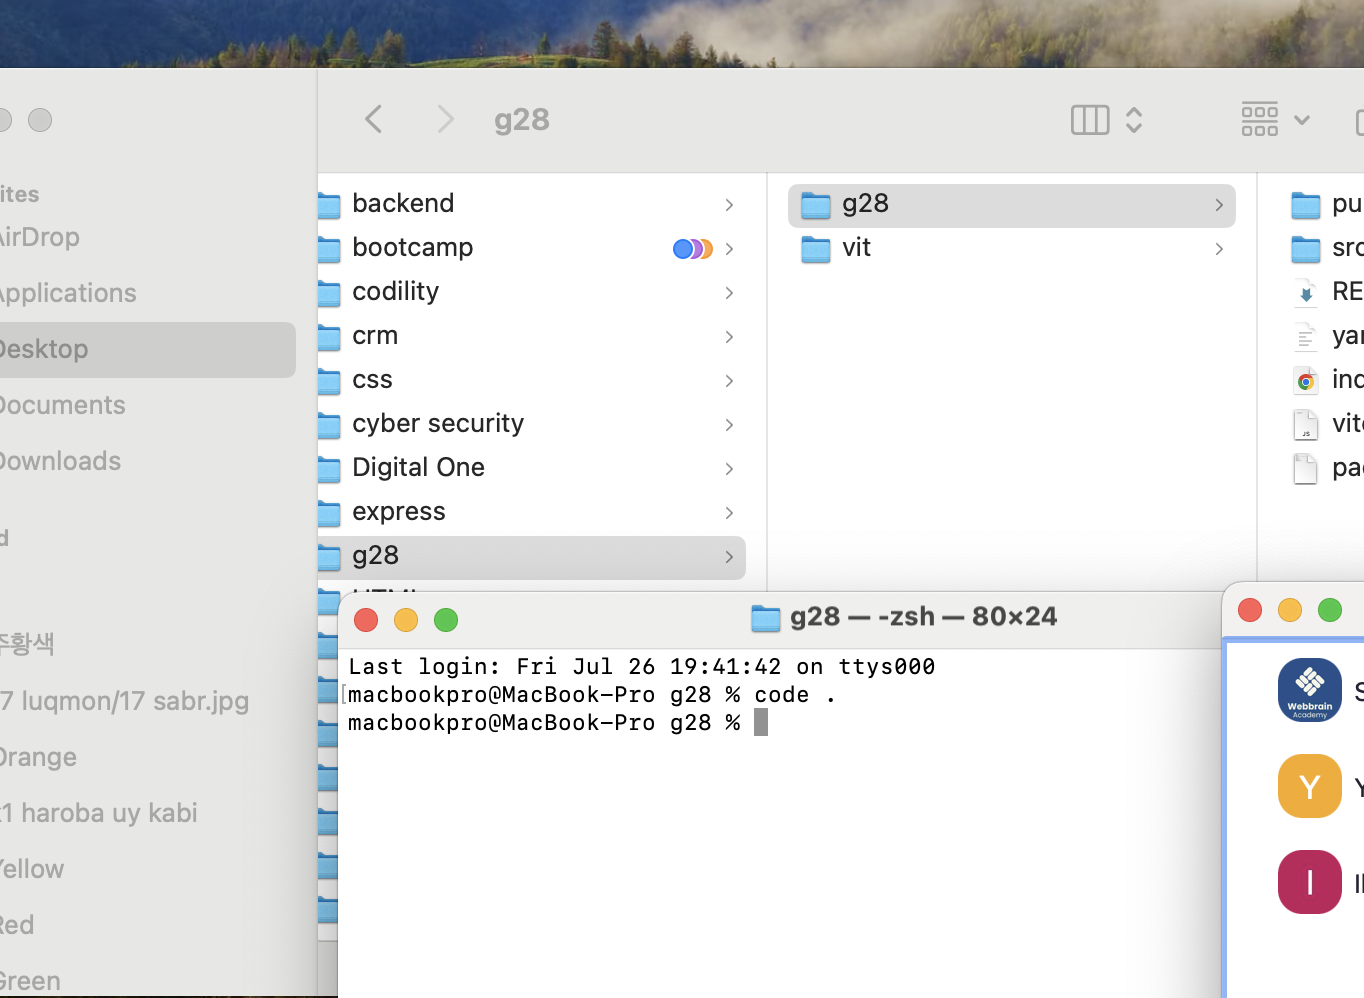 g28
ites
AirDrop
Applications
Desktop
Documents
Downloads
d
주황색
7 luqmon/17 sabr.jpg
Orange
1 haroba uy kabi
Yellow
Red
Green
backend
bootcamp
codility
crm
css
cyber security
Digital One
express
g28
g28
vit
pu
src
RE
yar
ind
vite
JS
pac
g28 — -zsh — 80×24
Last login: Fri Jul 26 19:41:42 on ttys000
macbookpro@MacBook-Pro g28 % code .
macbookpro@MacBook-Pro g28 %
Webbrain
Academy
S
Y
Y
I